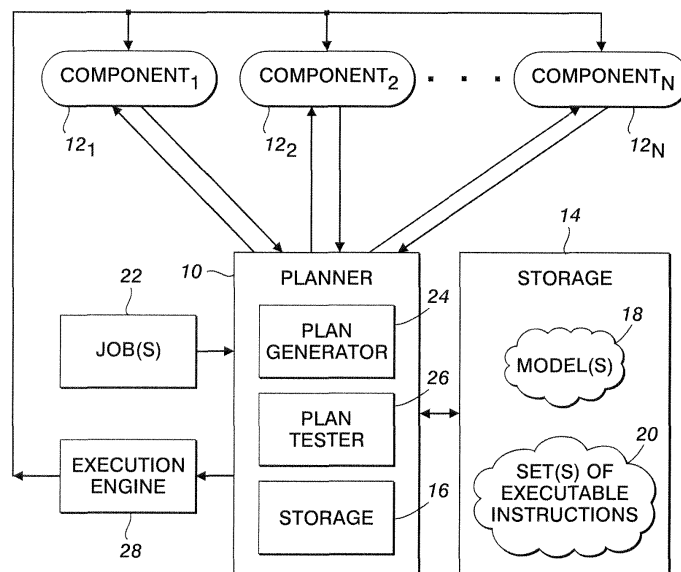 COMPONENT1 COMPONENT2 . . . COMPONENTN
121 122 12N
10 14
PLANNER STORAGE
22 24 18
JOB(S) PLAN GENERATOR MODEL(S)
26 20
PLAN TESTER SET(S) OF EXECUTABLE INSTRUCTIONS
EXECUTION ENGINE
16
STORAGE
28